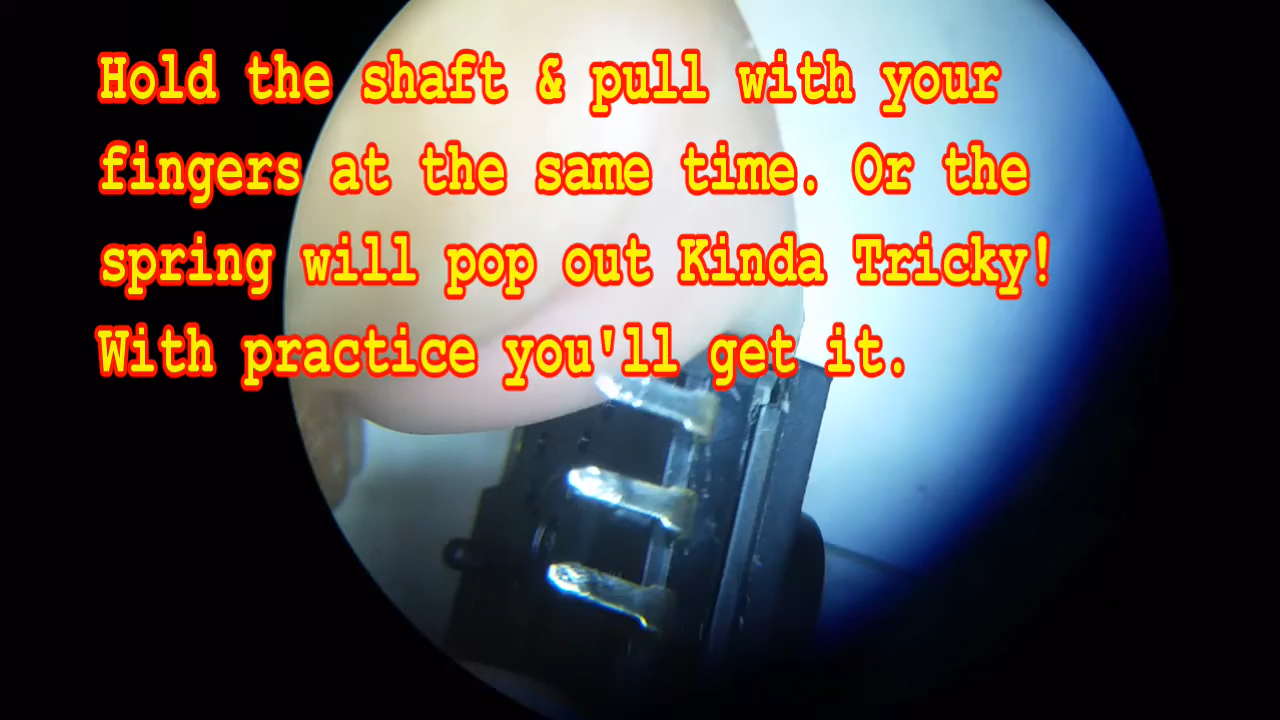 Hold the shaft & pull with your
fingers at the same time. Or the
spring will pop out Kinda Tricky!
With practice you'll get it.